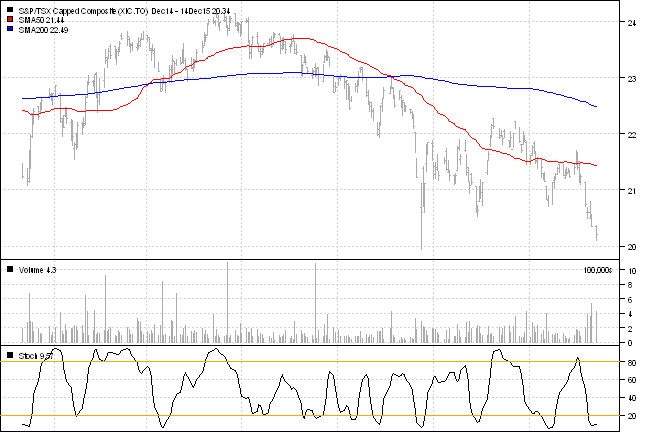 S&P/TSX Capped Composite (XIC.TO) Dec14 - 14Dec15 20.34
SMA50 21.44
SMA200 22.49
24
23
22
21
20
Volume 4.3
100,000s
10
8
6
4
2
0
Stoch 9.57
80
60
40
20